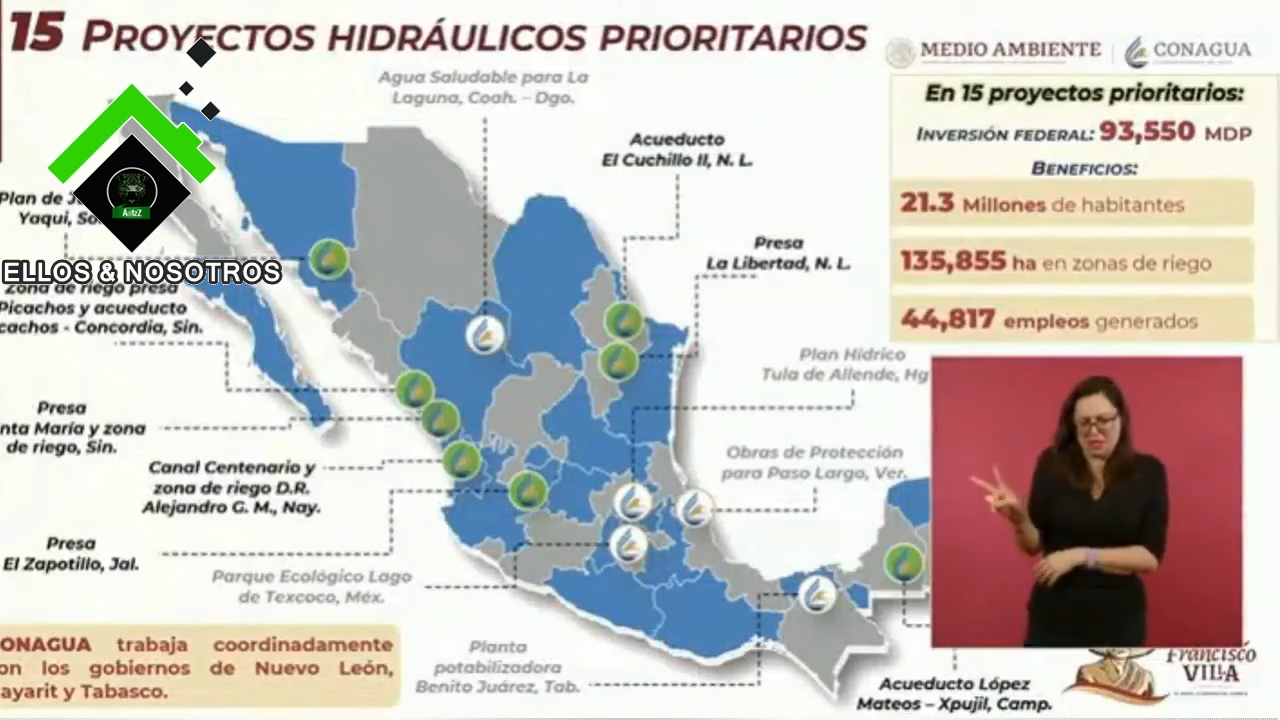 15 PROYECTOS HIDRÁULICOS PRIORITARIOS
MEDIO AMBIENTE
CONAGUA
Agua Saludable para La
Laguna, Coah. – Dgo.
Acueducto
El Cuchillo II, N. L.
Presa
La Libertad, N. L.
En 15 proyectos prioritarios:
INVERSIÓN FEDERAL: 93,550 MDP
BENEFICIOS:
21.3 Millones de habitantes
135,855 ha en zonas de riego
44,817 empleos generados
Plan de
Yaqui,
ELLOS & NOSOTROS
Zona de riego presa
Picachos y acueducto
cachos - Concordia, Sin.
Presa
nta María y zona
de riego, Sin.
Canal Centenario y
zona de riego D.R.
Alejandro G. M., Nay.
Presa
El Zapotillo, Jal.
Parque Ecológico Lago
de Texcoco, Méx.
Plan Hídrico
Tula de Allende, Hg
Obras de Protección
para Paso Largo, Ver.
Planta
potabilizadora
Benito Juárez, Tab.
Acueducto López
Mateos – Xpujil, Camp.
ONAGUA trabaja coordinadamente
on los gobiernos de Nuevo León,
ayarit y Tabasco.
Francisco
VILLA